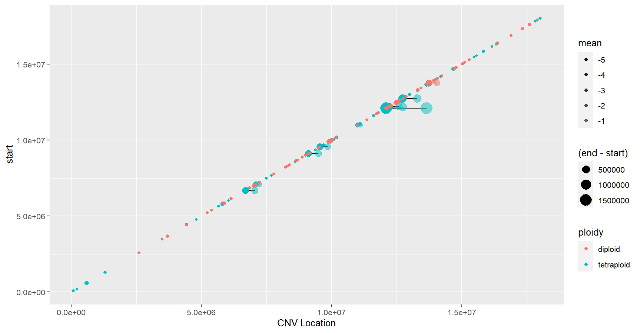 1.5e+07
1.0e+07
5.0e+06
0.0e+00
start
0.0e+00 5.0e+06 1.0e+07 1.5e+07
CNV Location
mean
-5
-4
-3
-2
-1
(end - start)
500000
1000000
1500000
ploidy
diploid
tetraploid